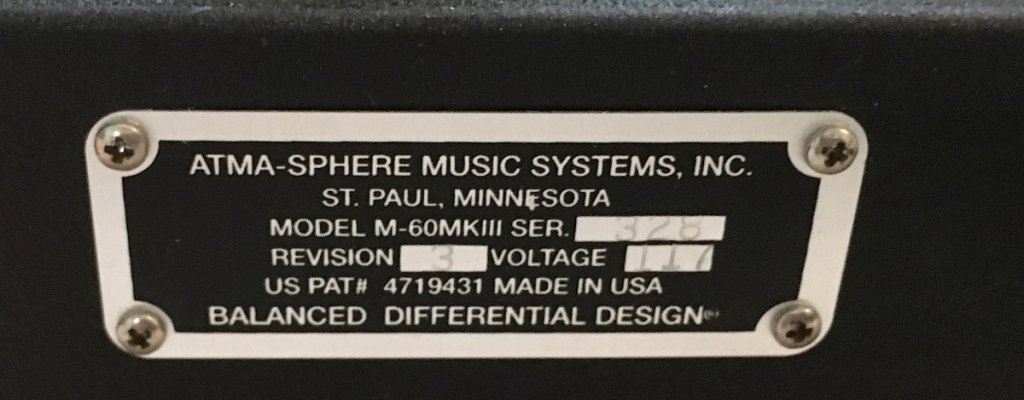 ATMA-SPHERE MUSIC SYSTEMS, INC.
ST. PAUL, MINNESOTA
MODEL M-60MKIII SER. 328
REVISION 3 VOLTAGE 117
US PAT# 4719431 MADE IN USA
BALANCED DIFFERENTIAL DESIGN